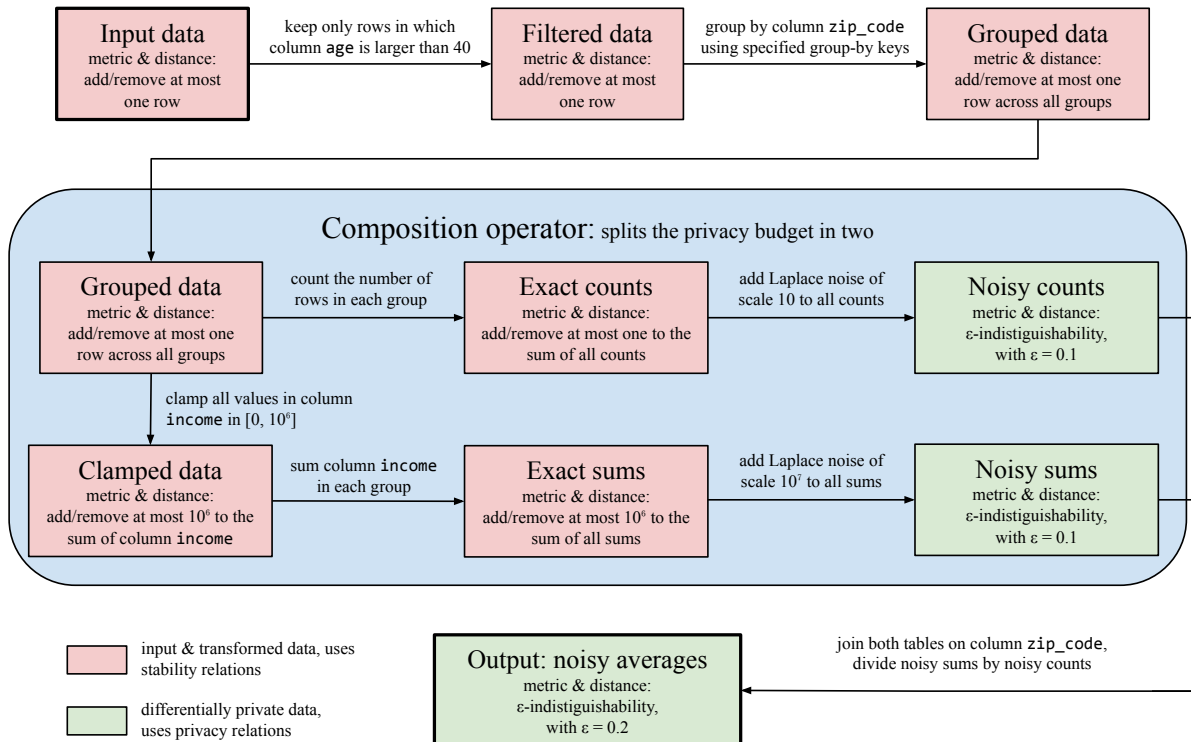 Input data
metric & distance:
add/remove at most
one row
keep only rows in which
column age is larger than 40
Filtered data
metric & distance:
add/remove at most
one row
group by column zip_code
using specified group-by keys
Grouped data
metric & distance:
add/remove at most one
row across all groups
Composition operator: splits the privacy budget in two
Grouped data
metric & distance:
add/remove at most one
row across all groups
count the number of
rows in each group
Exact counts
metric & distance:
add/remove at most one to the
sum of all counts
add Laplace noise of
scale 10 to all counts
Noisy counts
metric & distance:
ε-indistiguishability,
with ε = 0.1
clamp all values in column
income in [0, 10⁶]
Clamped data
metric & distance:
add/remove at most 10⁶ to the
sum of column income
sum column income
in each group
Exact sums
metric & distance:
add/remove at most 10⁶ to the
sum of all sums
add Laplace noise of
scale 10⁷ to all sums
Noisy sums
metric & distance:
ε-indistiguishability,
with ε = 0.1
input & transformed data, uses
stability relations
differentially private data,
uses privacy relations
Output: noisy averages
metric & distance:
ε-indistiguishability,
with ε = 0.2
join both tables on column zip_code,
divide noisy sums by noisy counts